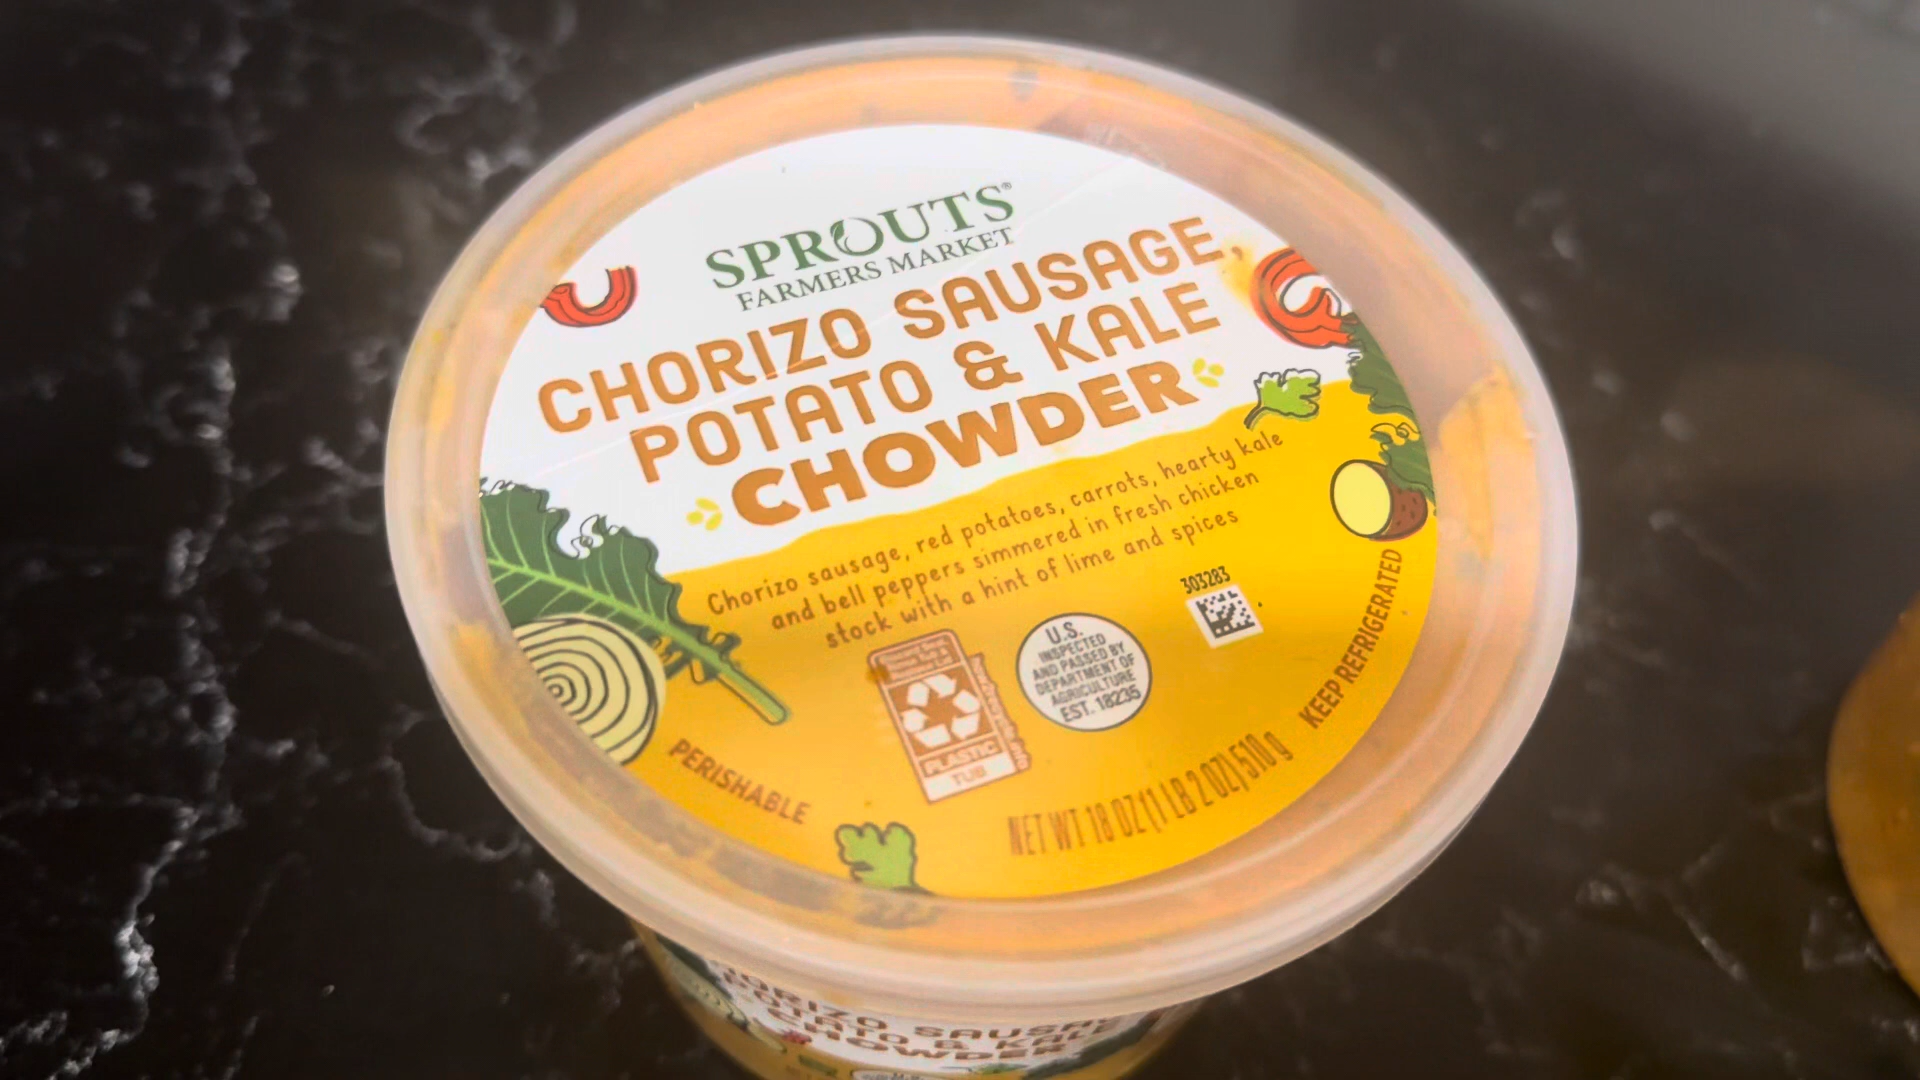 SPROUTS®
FARMERS MARKET
CHORIZO SAUSAGE,
POTATO & KALE
CHOWDER
Chorizo sausage, red potatoes, carrots, hearty kale
and bell peppers simmered in fresh chicken
stock with a hint of lime and spices
303283
PLASTIC
TUB
U.S.
INSPECTED
AND PASSED BY
DEPARTMENT OF
AGRICULTURE
EST. 18235
KEEP REFRIGERATED
PERISHABLE
NET WT 18 OZ (1 LB 2 OZ) 510 g
CHORIZO SAUSAGE
POTATO & KALE
CHOWDER